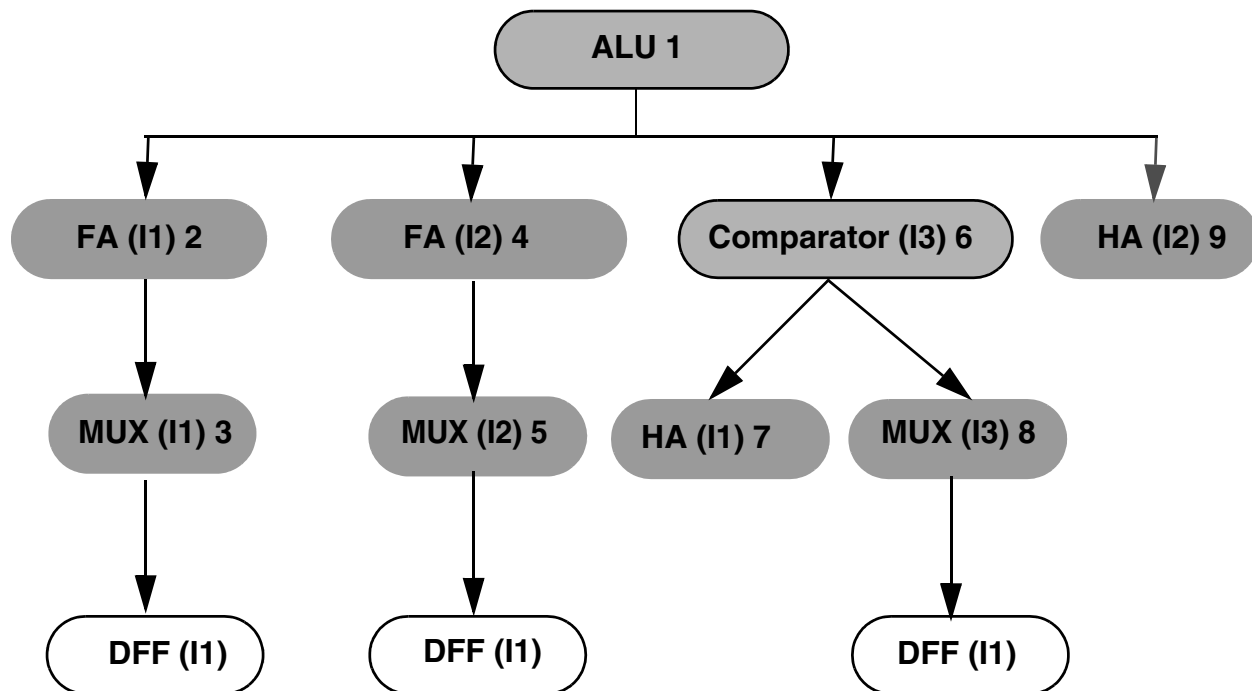 ALU 1
FA (I1) 2
FA (I2) 4
Comparator (I3) 6
HA (I2) 9
MUX (I1) 3
MUX (I2) 5
HA (I1) 7
MUX (I3) 8
DFF (I1)
DFF (I1)
DFF (I1)